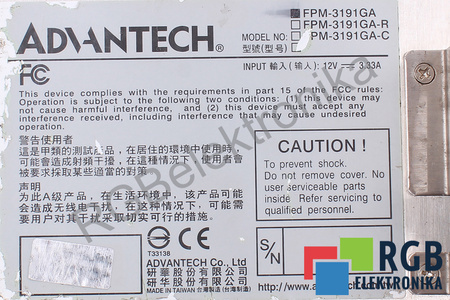 ADVANTECH
FPM-3191GA
FPM-3191GA-R
MODEL NO.: FPM-3191GA-C
型號(型号):
FC
INPUT 輸入(输入): 12V 3.33A
This device complies with the requirements in part 15 of the FCC rules:
Operation is subject to the following two conditions: (1) this device may
not cause harmful interference, and (2) this device must accept any
interference received, including interference that may cause
undesired operation.
警告使用者
這是甲類的測試產品，在居住的環境中使用時，
可能會造成射頻干擾，在這種情況下，使用者會
被要求採取某些適當的對策
声明
为此A级产品，在生活环境中，该产品可能
会造成无线电干扰，在这种情况下，可能需
要用户对其干扰采取切实可行的措施
CAUTION!
To prevent shock.
Do not remove cover. No
user serviceable parts
inside. Refer servicing to
qualified personnel.
T33138
ADVANTECH Co., Ltd
研華股份有限公司
研华股份有限公司
MADE IN TAIWAN 台灣製造(台湾制造)
S/N
https://www.advantech.com/
RGBelektronika
RGB
ELEKTRONIKA